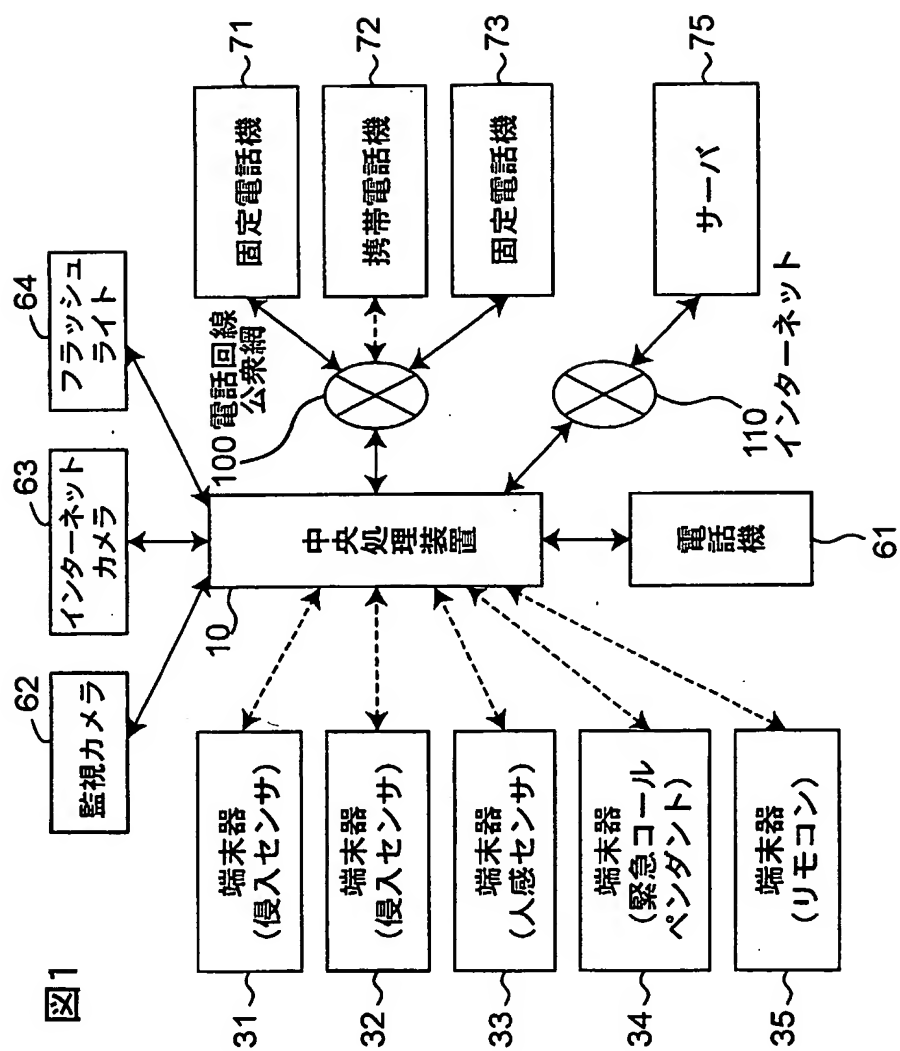 図1
62
監視カメラ
63
インターネット
カメラ
64
フラッシュ
ライト
31
端末器
(侵入センサ)
32
端末器
(侵入センサ)
33
端末器
(人感センサ)
34
端末器
(緊急コール
ペンダント)
35
端末器
(リモコン)
10
中央処理装置
61
電話機
100 電話回線
公衆網
110
インターネット
71
固定電話機
72
携帯電話機
73
固定電話機
75
サーバ